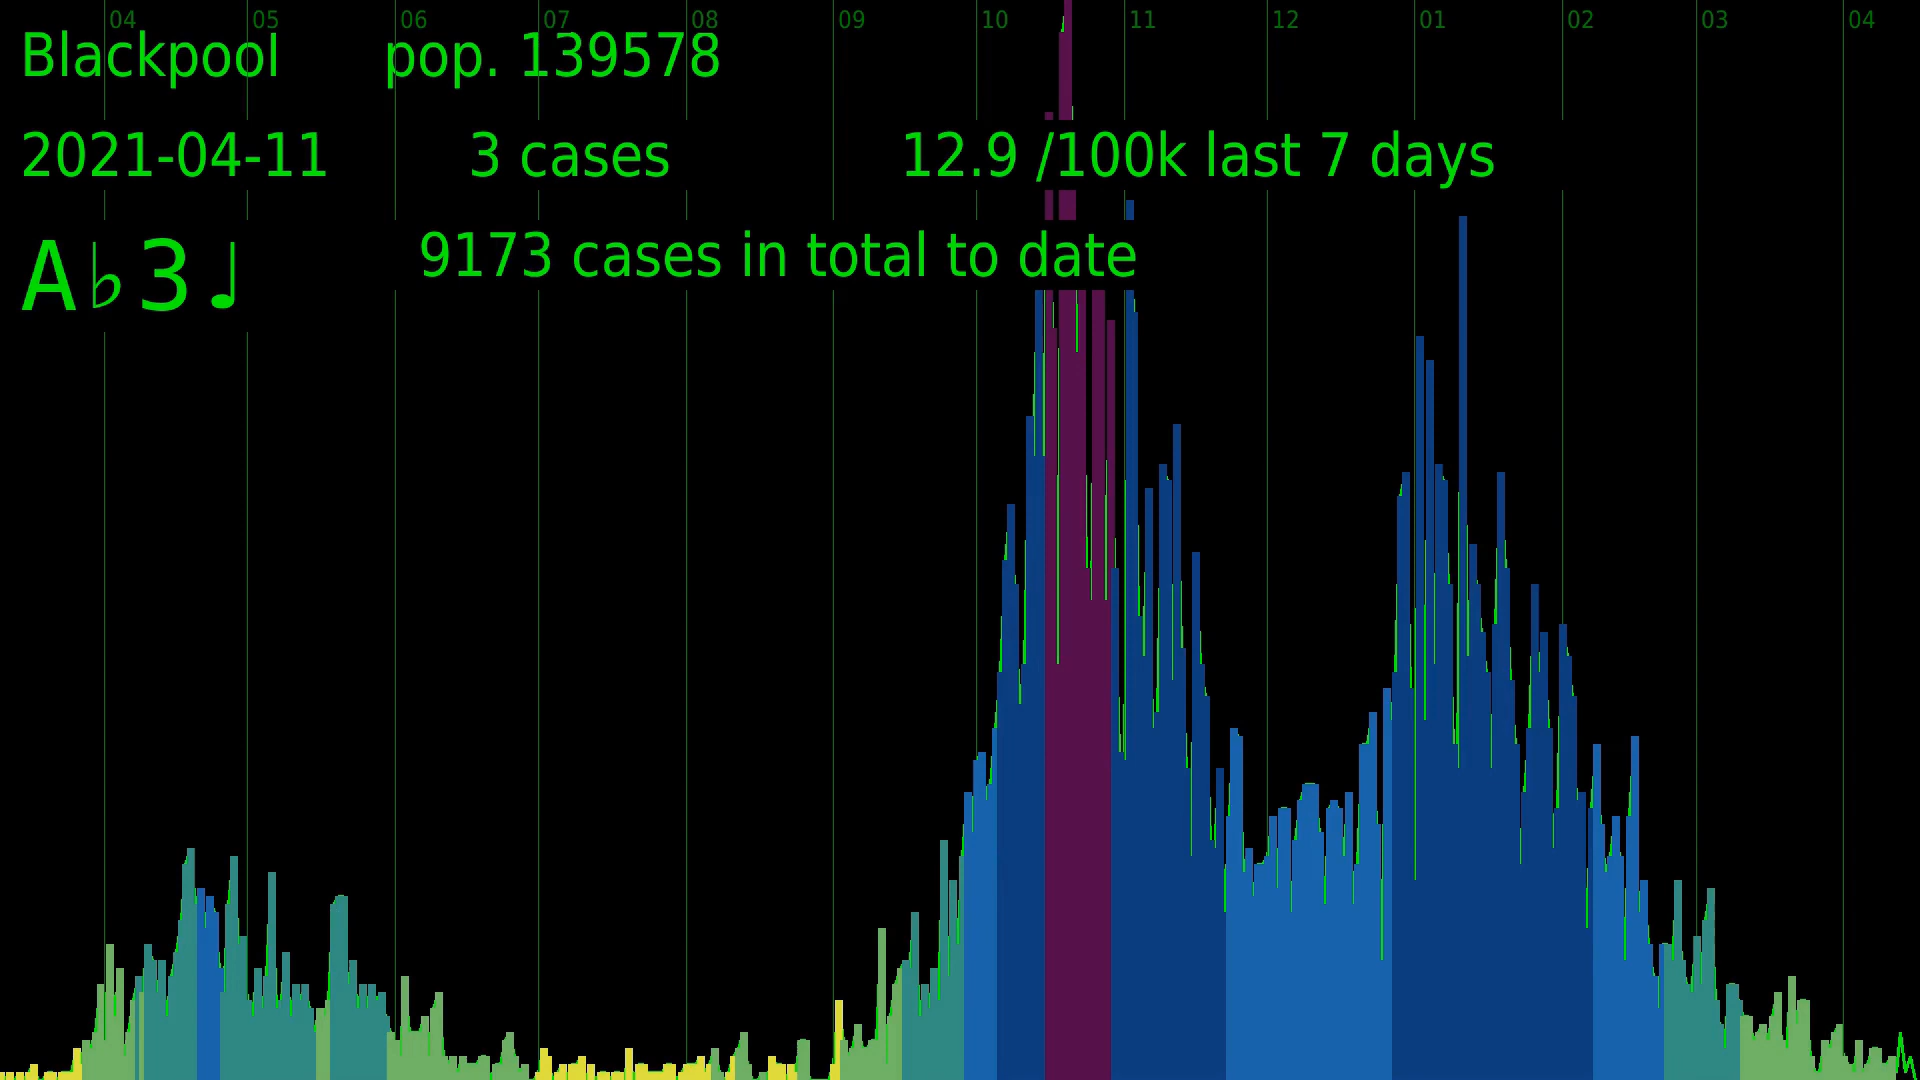 04 05 06 07 08 09 10 11 12 01 02 03 04
Blackpool pop. 139578
2021-04-11 3 cases 12.9 /100k last 7 days
A♭3♩ 9173 cases in total to date